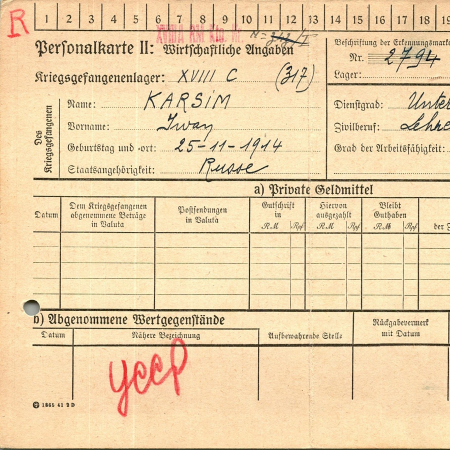 R 1 2 3 4 5 6 7 8 9 10 11 12 13 14 15 16 17 18 19
Personalkarte II: Wirtschaftliche Angaben
Kriegsgefangenenlager: XVIII C (317)
Des Kriegsgefangenen
Name: KARSIM
Vorname: Iwan
Geburtstag und -ort: 25-11-1914
Staatsangehörigkeit: Russe
Beschriftung der Erkennungsmarke
Nr. 2794
Lager:
Dienstgrad: Unter
Zivilberuf: Lehre
Grad der Arbeitsfähigkeit:
a) Private Geldmittel
Datum
Dem Kriegsgefangenen abgenommene Beträge in Valuta
Postsendungen in Valuta
Gutschrift in
RM Rpf
Hiervon ausgezahlt
RM Rpf
Bleibt Guthaben
RM Rpf
der Z
b) Abgenommene Wertgegenstände
Datum
Nähere Bezeichnung
Aufbewahrende Stelle
Rückgabevermerk mit Datum
УССР